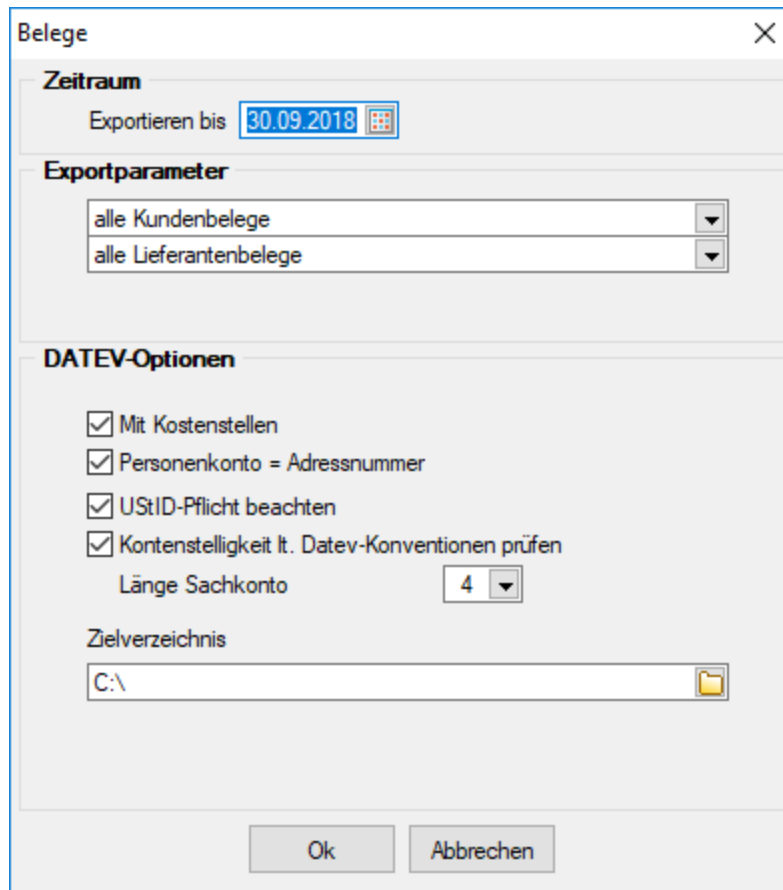 Belege
Zeitraum
Exportieren bis 30.09.2018
Exportparameter
alle Kundenbelege
alle Lieferantenbelege
DATEV-Optionen
Mit Kostenstellen
Personenkonto = Adressnummer
UStID-Pflicht beachten
Kontenstelligkeit lt. Datev-Konventionen prüfen
Länge Sachkonto 4
Zielverzeichnis
C:\
Ok Abbrechen